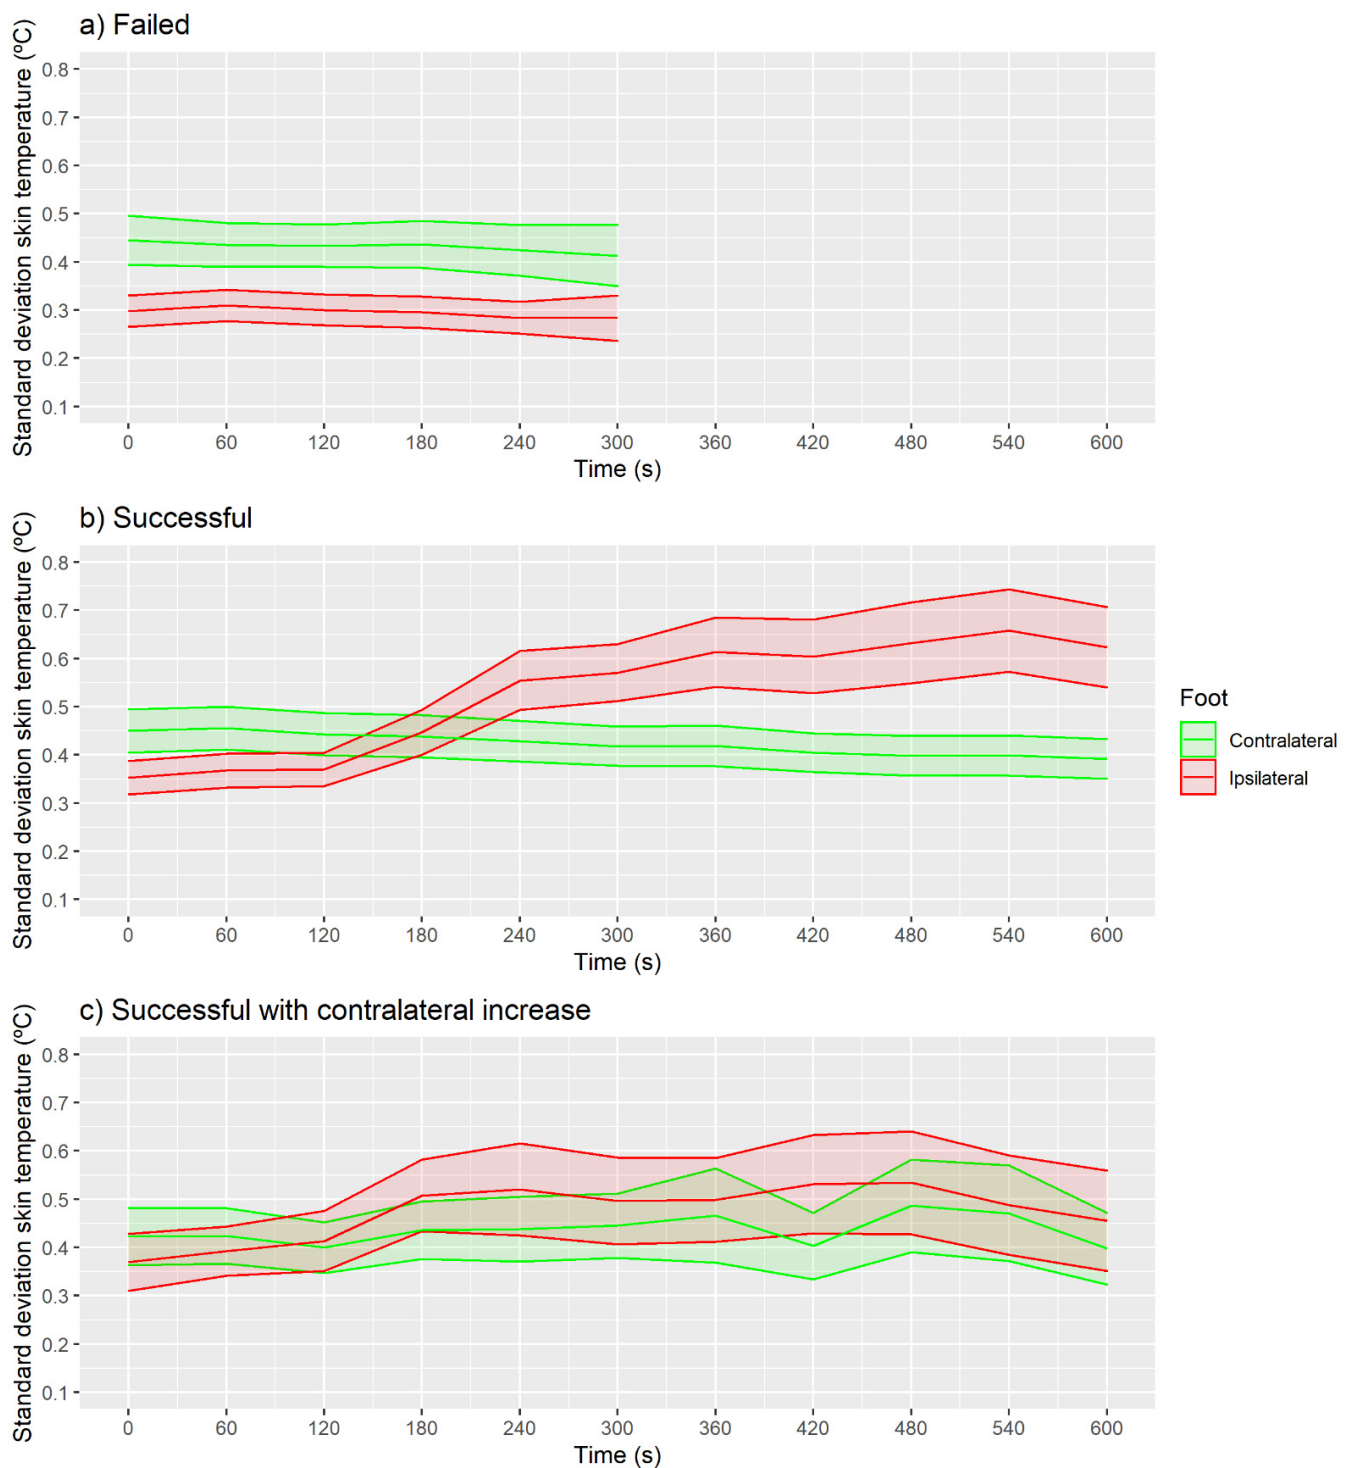 a) Failed
Standard deviation skin temperature (ºC)
0.8
0.7
0.6
0.5
0.4
0.3
0.2
0.1
0 60 120 180 240 300 360 420 480 540 600
Time (s)
b) Successful
Standard deviation skin temperature (ºC)
0.8
0.7
0.6
0.5
0.4
0.3
0.2
0.1
0 60 120 180 240 300 360 420 480 540 600
Time (s)
Foot
Contralateral
Ipsilateral
c) Successful with contralateral increase
Standard deviation skin temperature (ºC)
0.8
0.7
0.6
0.5
0.4
0.3
0.2
0.1
0 60 120 180 240 300 360 420 480 540 600
Time (s)